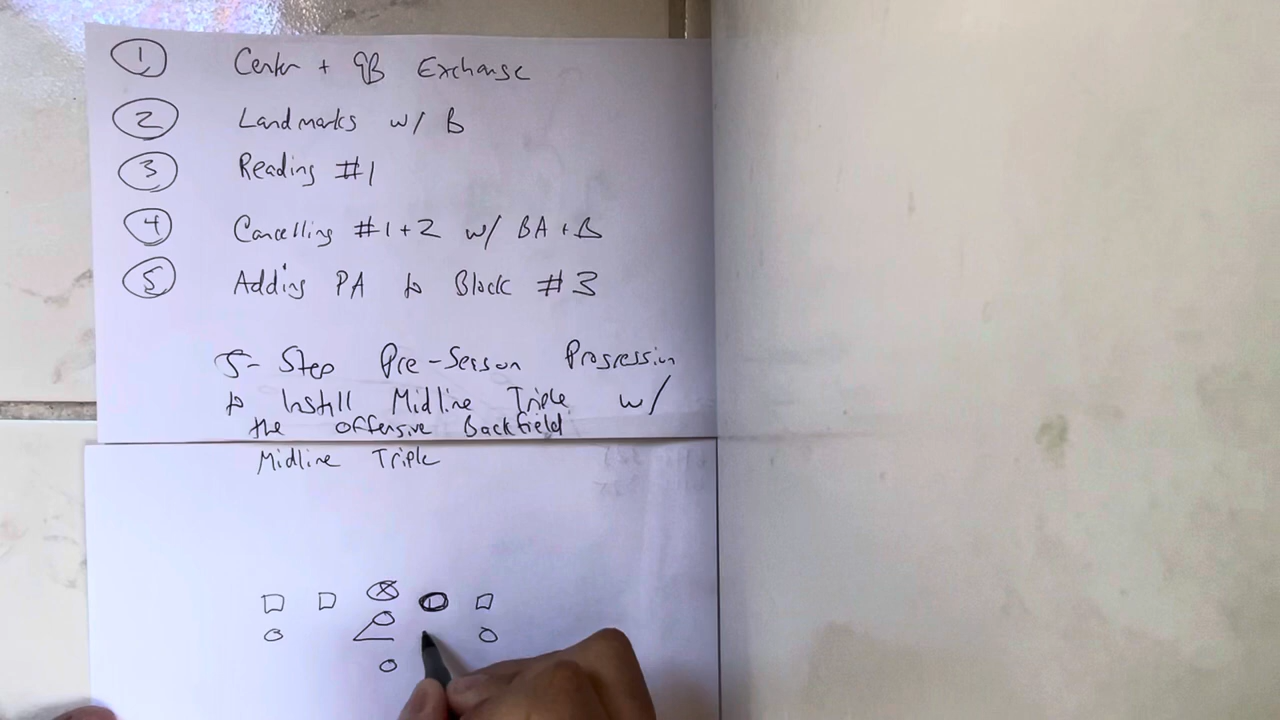 1 Center + QB Exchange
2 Landmarks w/ B
3 Reading #1
4 Cancelling #1+2 w/ BA + B
5 Adding PA to Block #3
5-Step Pre-Season Progression
to Install Midline Triple w/
the offensive Backfield
Midline Triple